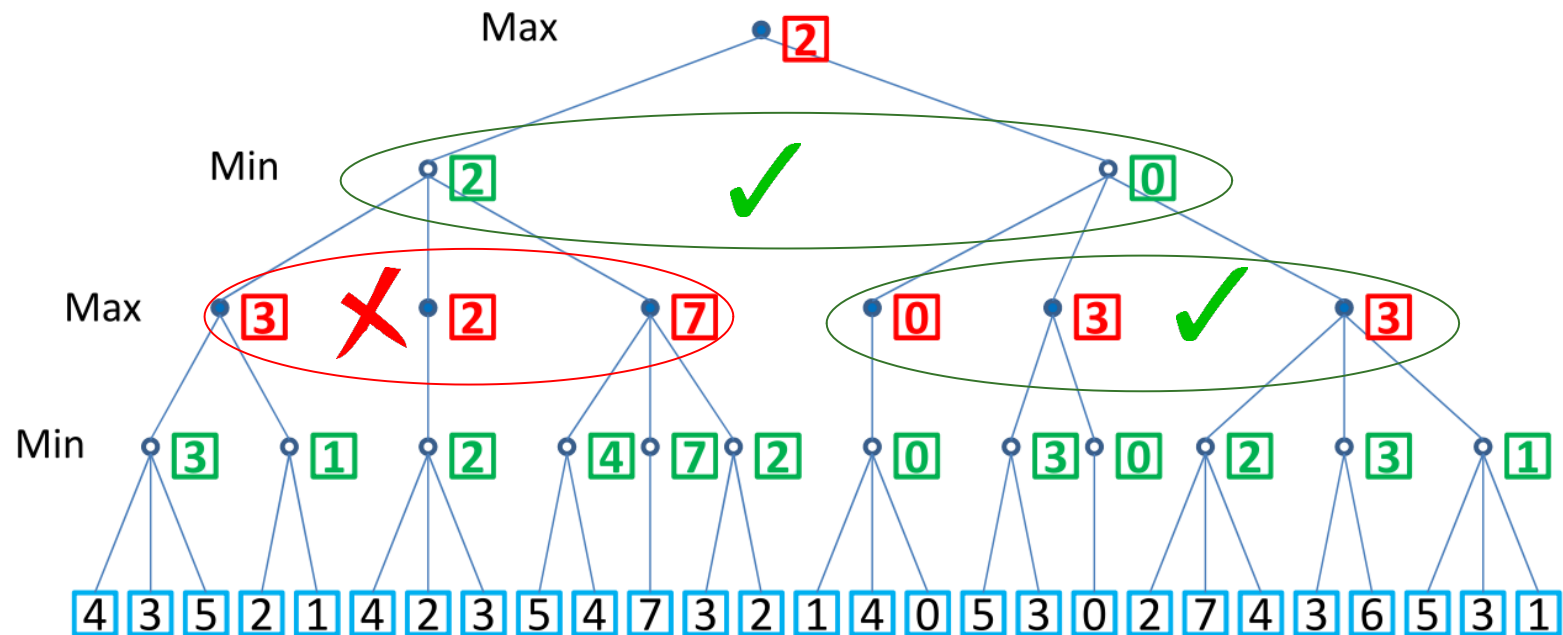 Max 2
Min 2 0
Max 3 2 7 0 3 3
Min 3 1 2 4 7 2 0 3 0 2 3 1
4 3 5 2 1 4 2 3 5 4 7 3 2 1 4 0 5 3 0 2 7 4 3 6 5 3 1